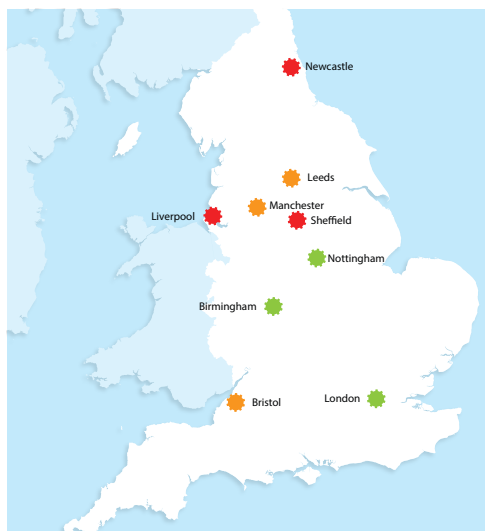 Newcastle
Leeds
Manchester
Liverpool
Sheffield
Nottingham
Birmingham
London
Bristol